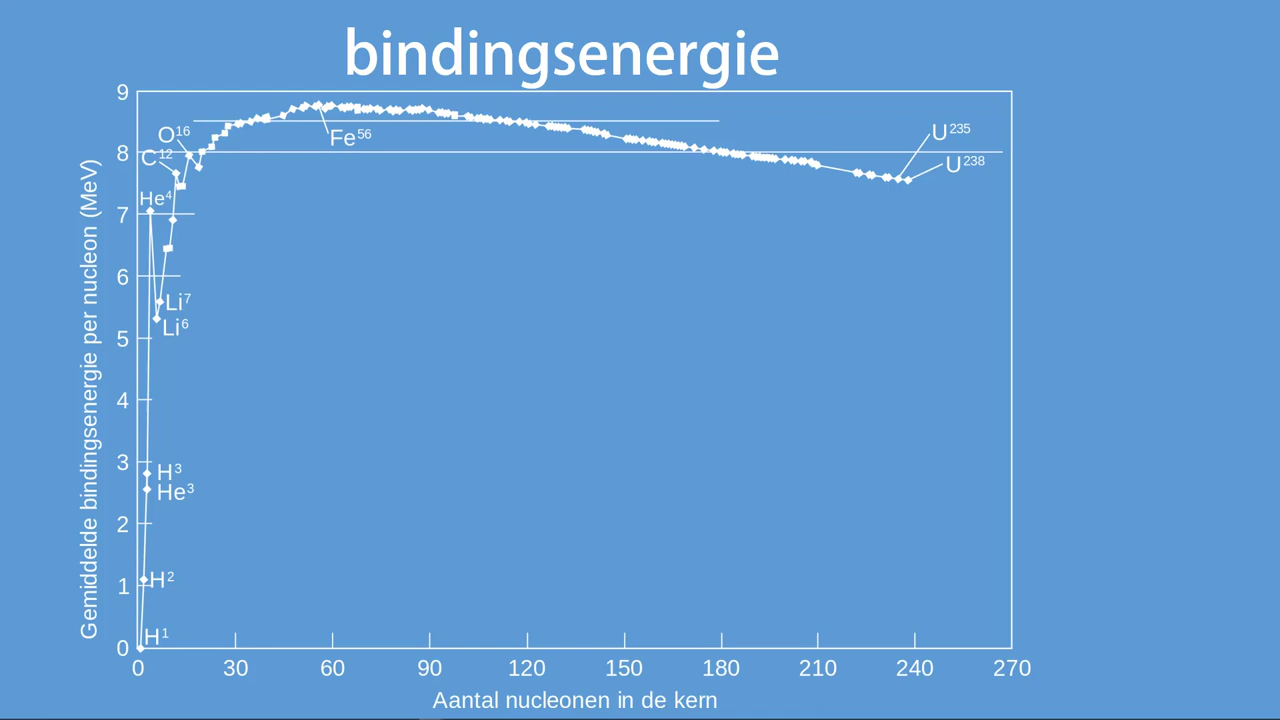 bindingsenergie
Gemiddelde bindingsenergie per nucleon (MeV)
9
8
7
6
5
4
3
2
1
0
O16
C12
He4
Li7
Li6
H3
He3
H2
H1
Fe56
U235
U238
0 30 60 90 120 150 180 210 240 270
Aantal nucleonen in de kern